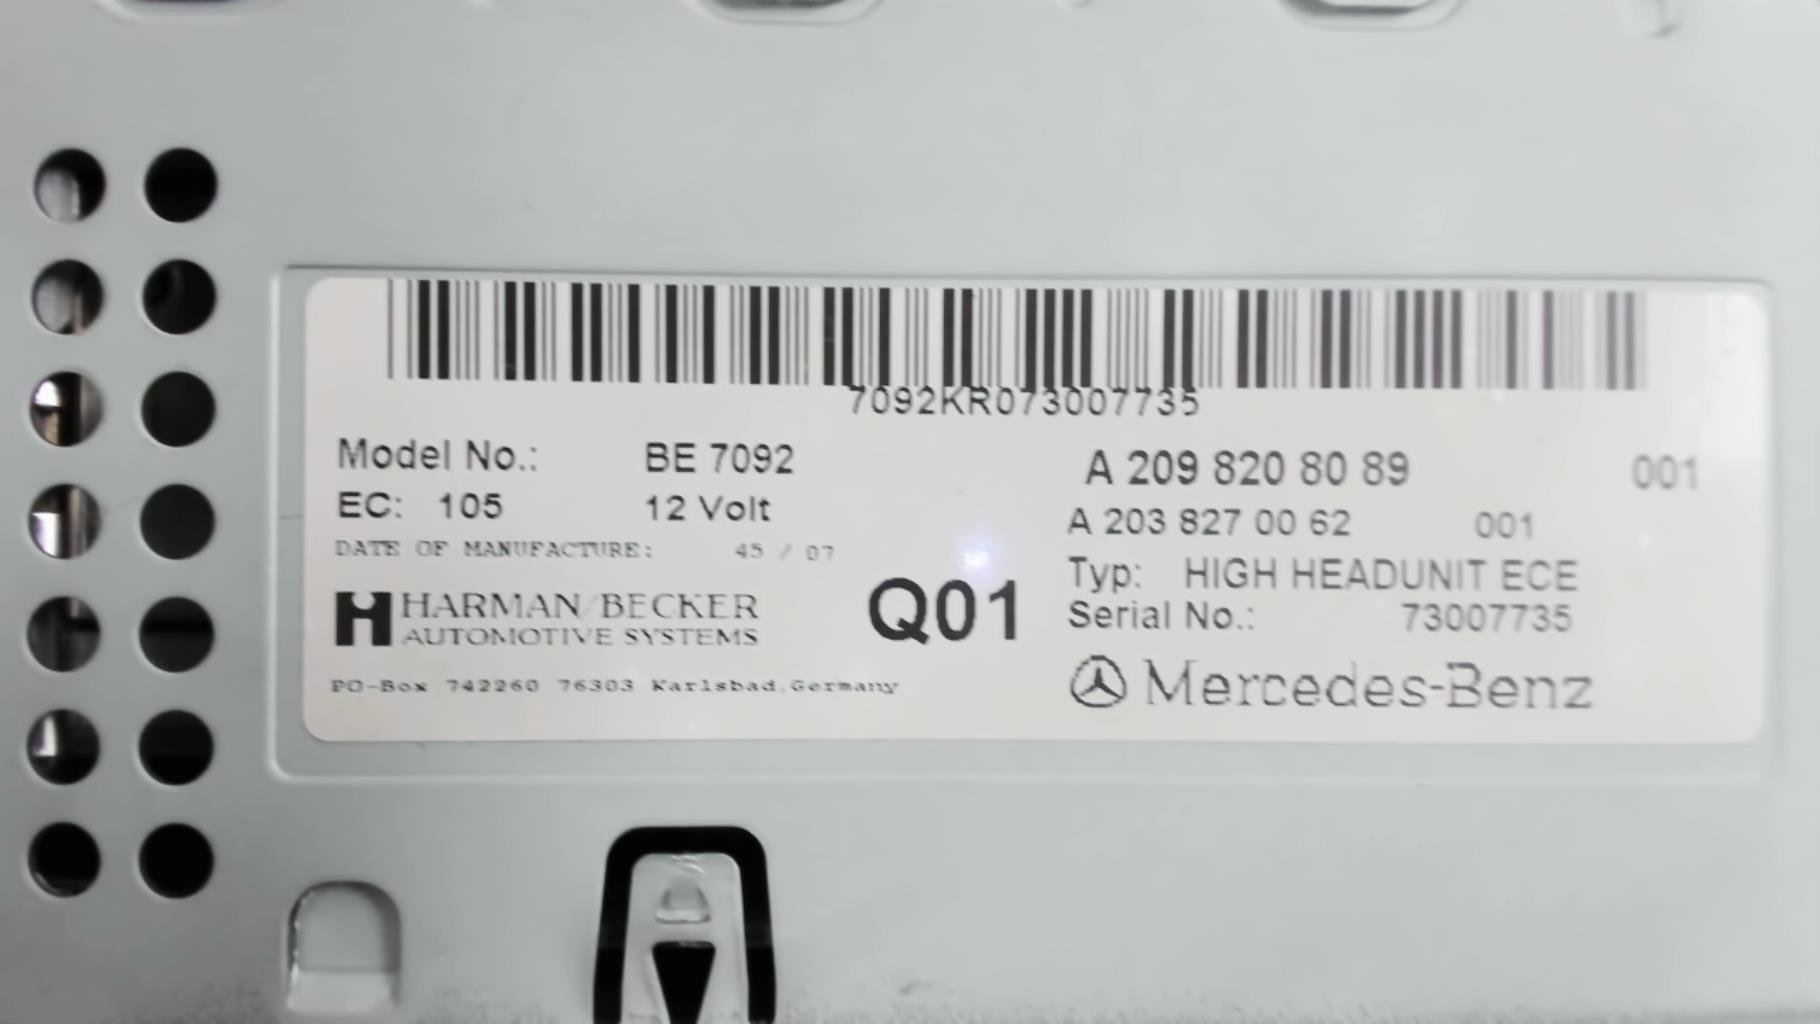 7092KR073007735
Model No.: BE 7092
EC: 105 12 Volt
DATE OF MANUFACTURE: 45 / 07
HARMAN/BECKER
AUTOMOTIVE SYSTEMS
PO-Box 742260 76303 Karlsbad,Germany
Q01
A 209 820 80 89 001
A 203 827 00 62 001
Typ: HIGH HEADUNIT ECE
Serial No.: 73007735
Mercedes-Benz